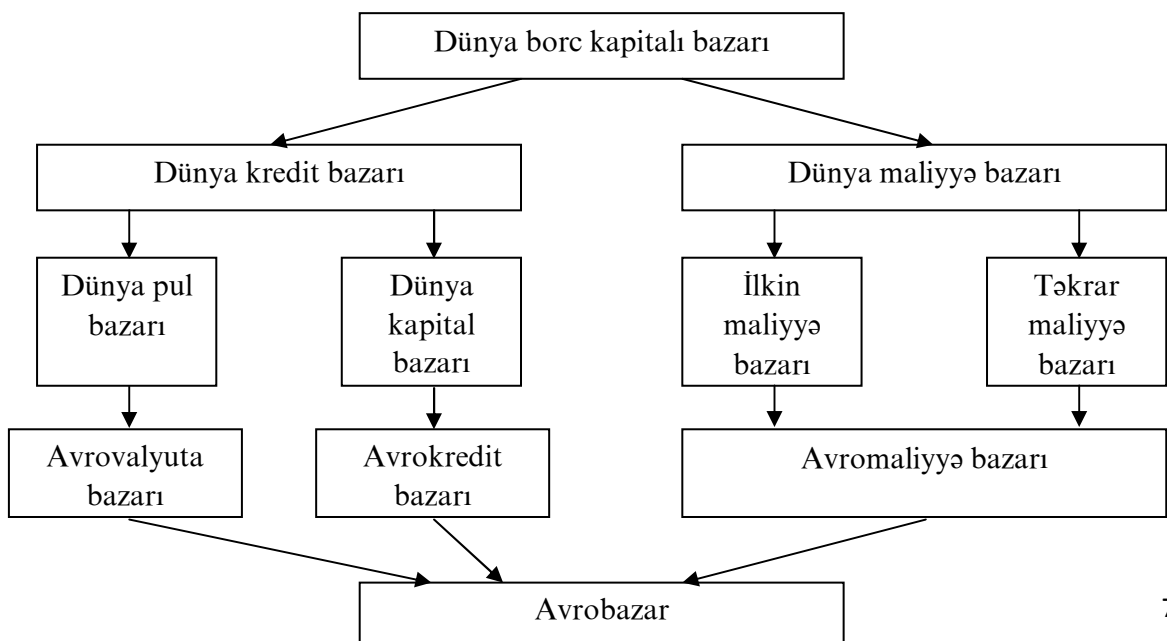 Dünya borc kapitalı bazarı
Dünya kredit bazarı
Dünya maliyyə bazarı
Dünya pul
bazarı
Dünya
kapital
bazarı
İlkin
maliyyə
bazarı
Təkrar
maliyyə
bazarı
Avrovalyuta
bazarı
Avrokredit
bazarı
Avromaliyyə bazarı
Avrobazar